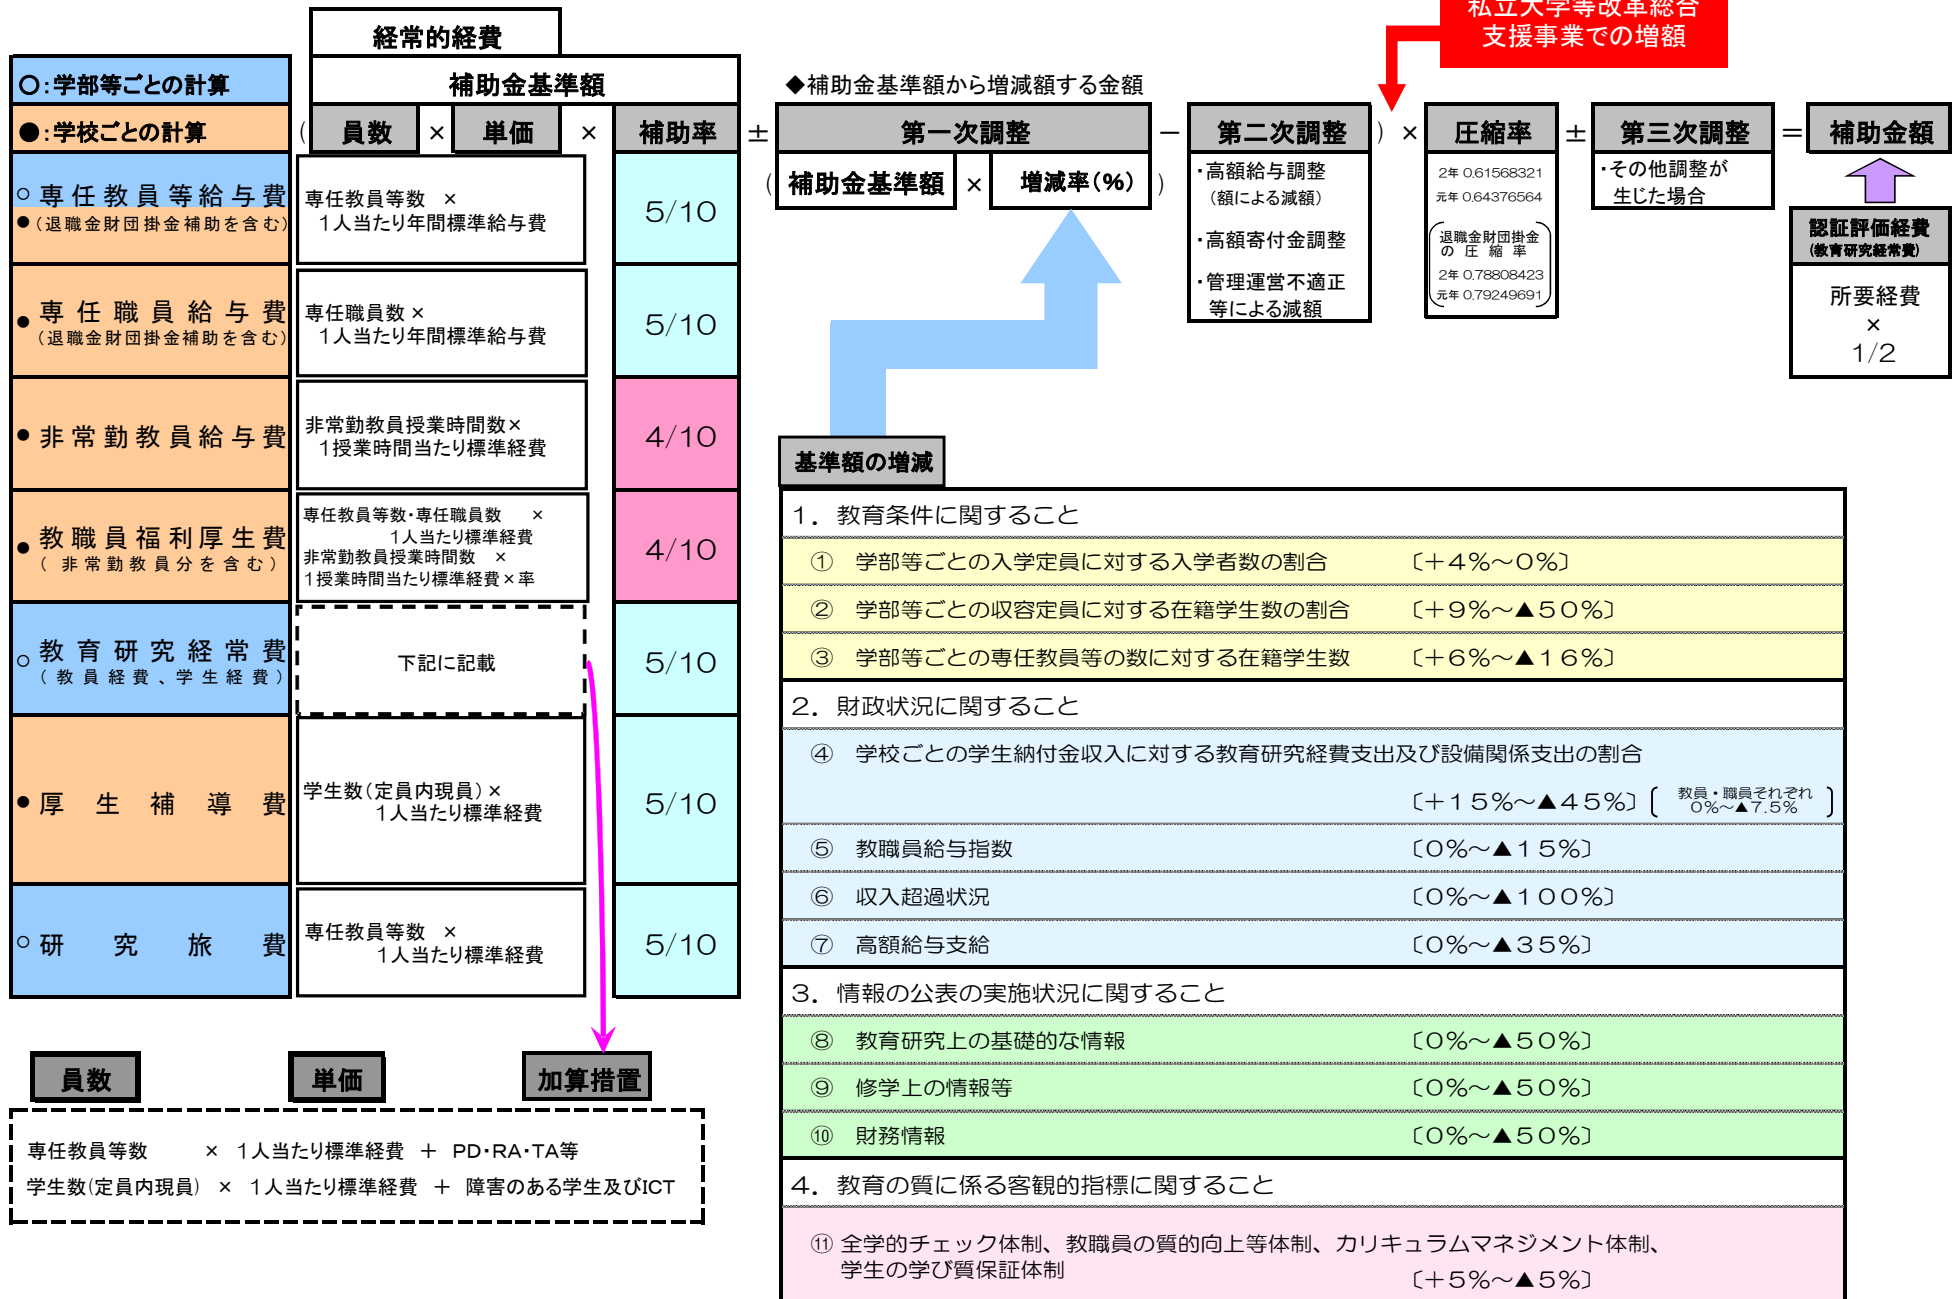 私立大学等改革総合
支援事業での増額
経常的経費
○:学部等ごとの計算
補助金基準額
◆補助金基準額から増減額する金額
●:学校ごとの計算
( 員数 × 単価 × 補助率 ± 第一次調整 － 第二次調整 ) × 圧縮率 ± 第三次調整 ＝ 補助金額
( 補助金基準額 × 増減率(%) )
・高額給与調整
(額による減額)
・高額寄付金調整
・管理運営不適正
等による減額
2年 0.61568321
元年 0.64376564
退職金財団掛金
の圧縮率
2年 0.78808423
元年 0.79249691
・その他調整が
生じた場合
認証評価経費
(教育研究経常費)
所要経費
×
1/2
○専任教員等給与費
●(退職金財団掛金補助を含む)
専任教員等数 ×
1人当たり年間標準給与費
5/10
●専任職員給与費
(退職金財団掛金補助を含む)
専任職員数×
1人当たり年間標準給与費
5/10
●非常勤教員給与費
非常勤教員授業時間数×
1授業時間当たり標準経費
4/10
●教職員福利厚生費
(非常勤教員分を含む)
専任教員等数・専任職員数 ×
1人当たり標準経費
非常勤教員授業時間数 ×
1授業時間当たり標準経費×率
4/10
○教育研究経常費
(教員経費、学生経費)
下記に記載
5/10
●厚生補導費
学生数(定員内現員)×
1人当たり標準経費
5/10
○研究旅費
専任教員等数 ×
1人当たり標準経費
5/10
員数 単価 加算措置
専任教員等数 × 1人当たり標準経費 ＋ PD・RA・TA等
学生数(定員内現員) × 1人当たり標準経費 ＋ 障害のある学生及びICT
基準額の増減
1．教育条件に関すること
① 学部等ごとの入学定員に対する入学者数の割合 〔＋4％～0％〕
② 学部等ごとの収容定員に対する在籍学生数の割合 〔＋9％～▲50％〕
③ 学部等ごとの専任教員等の数に対する在籍学生数 〔＋6％～▲16％〕
2．財政状況に関すること
④ 学校ごとの学生納付金収入に対する教育研究経費支出及び設備関係支出の割合
〔＋15％～▲45％〕
教員・職員それぞれ
0％～▲7.5％
⑤ 教職員給与指数 〔0％～▲15％〕
⑥ 収入超過状況 〔0％～▲100％〕
⑦ 高額給与支給 〔0％～▲35％〕
3．情報の公表の実施状況に関すること
⑧ 教育研究上の基礎的な情報 〔0％～▲50％〕
⑨ 修学上の情報等 〔0％～▲50％〕
⑩ 財務情報 〔0％～▲50％〕
4．教育の質に係る客観的指標に関すること
⑪ 全学的チェック体制、教職員の質的向上等体制、カリキュラムマネジメント体制、
学生の学び質保証体制
〔＋5％～▲5％〕